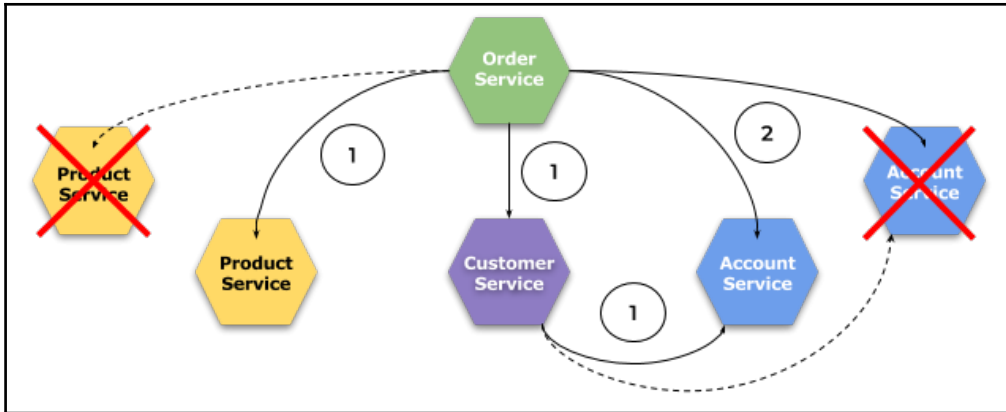 Order
Service
1
1
2
Product
Service
Account
Service
Product
Service
Customer
Service
Account
Service
1